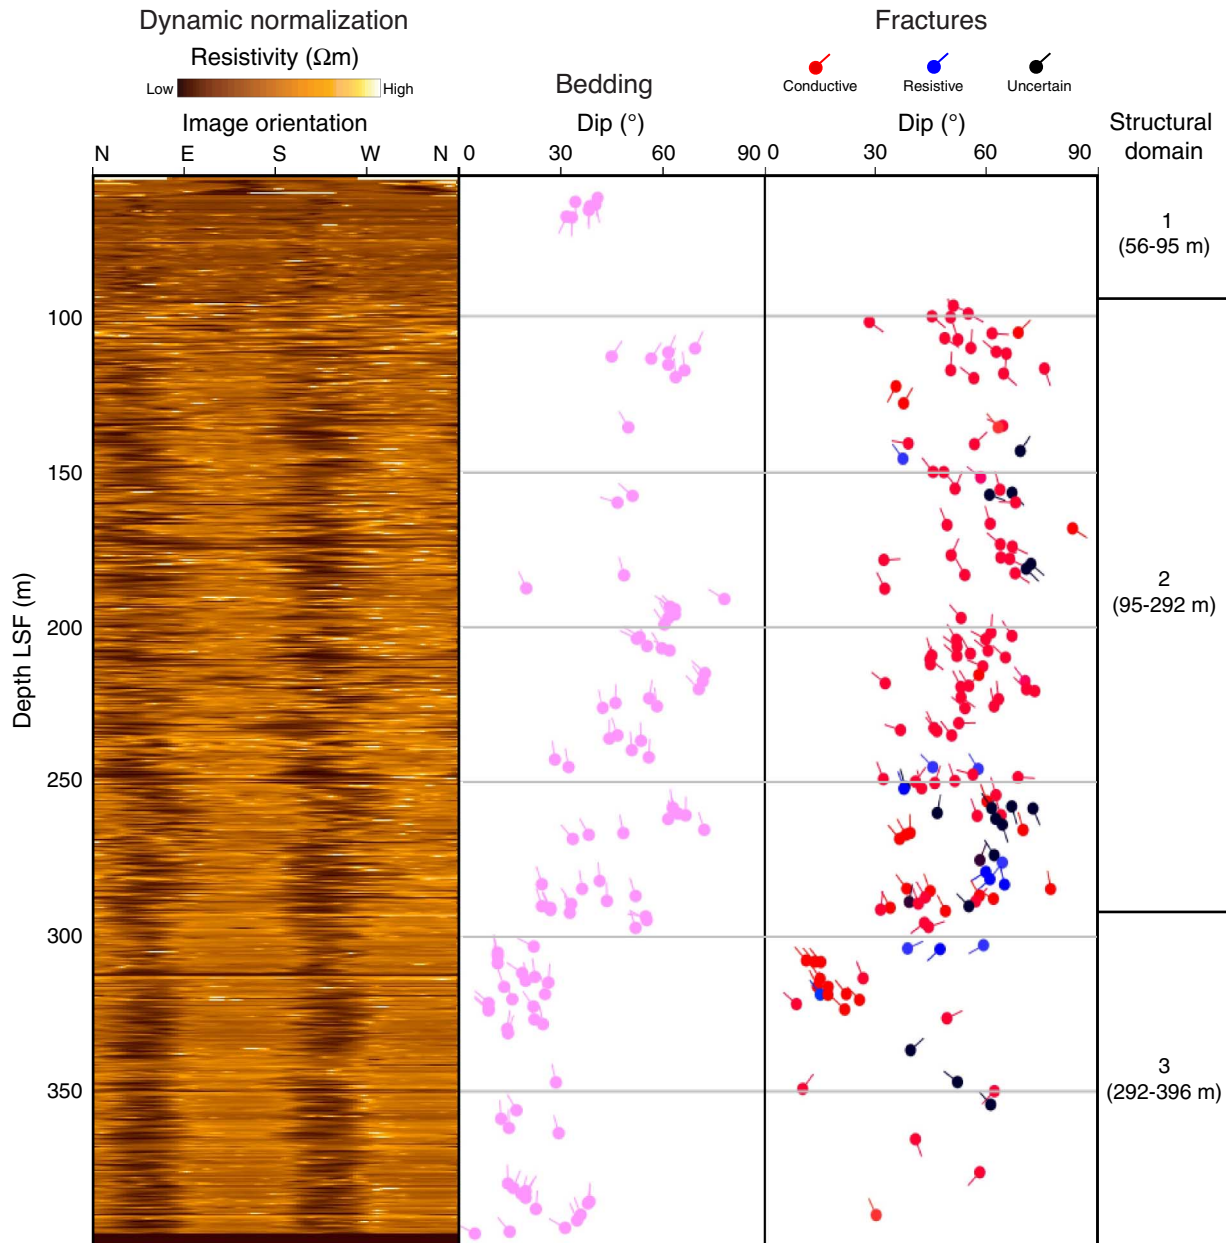 Dynamic normalization
Fractures
Resistivity (Ωm)
Low
High
Conductive
Resistive
Uncertain
Bedding
Image orientation
Dip (°)
Dip (°)
Structural
domain
N E S W N
0 30 60 90
0 30 60 90
Depth LSF (m)
100
150
200
250
300
350
1
(56-95 m)
2
(95-292 m)
3
(292-396 m)